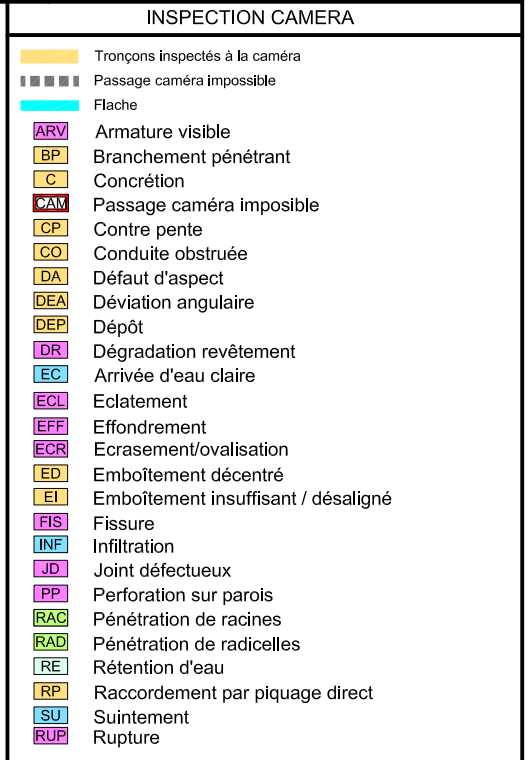 INSPECTION CAMERA
Tronçons inspectés à la caméra
Passage caméra impossible
Flache
ARV Armature visible
BP Branchement pénétrant
C Concrétion
CAM Passage caméra imposible
CP Contre pente
CO Conduite obstruée
DA Défaut d'aspect
DEA Déviation angulaire
DEP Dépôt
DR Dégradation revêtement
EC Arrivée d'eau claire
ECL Eclatement
EFF Effondrement
ECR Ecrasement/ovalisation
ED Emboîtement décentré
EI Emboîtement insuffisant / désaligné
FIS Fissure
INF Infiltration
JD Joint défectueux
PP Perforation sur parois
RAC Pénétration de racines
RAD Pénétration de radicelles
RE Rétention d'eau
RP Raccordement par piquage direct
SU Suintement
RUP Rupture